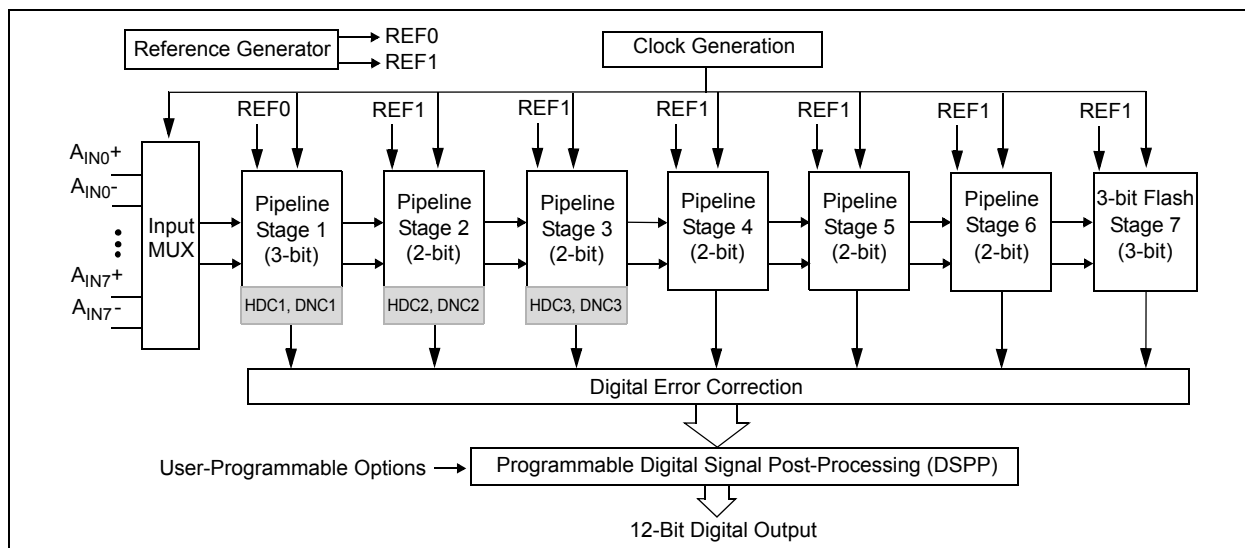 Reference Generator
REF0
REF1
Clock Generation
REF0
REF1
REF1
REF1
REF1
REF1
REF1
AIN0+
AIN0-
AIN7+
AIN7-
Input
MUX
Pipeline
Stage 1
(3-bit)
HDC1, DNC1
Pipeline
Stage 2
(2-bit)
HDC2, DNC2
Pipeline
Stage 3
(2-bit)
HDC3, DNC3
Pipeline
Stage 4
(2-bit)
Pipeline
Stage 5
(2-bit)
Pipeline
Stage 6
(2-bit)
3-bit Flash
Stage 7
(3-bit)
Digital Error Correction
User-Programmable Options
Programmable Digital Signal Post-Processing (DSPP)
12-Bit Digital Output